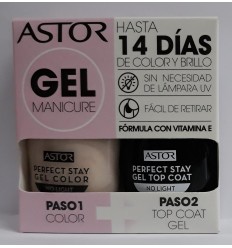 ASTOR
GEL
MANICURE
HASTA
14 DÍAS
DE COLOR Y BRILLO
SIN NECESIDAD
DE LÁMPARA UV
FÁCIL DE RETIRAR
FÓRMULA CON VITAMINA E
ASTOR
PERFECT STAY
GEL COLOR
NO LIGHT
ASTOR
PERFECT STAY
GEL TOP COAT
NO LIGHT
PASO1
COLOR
PASO2
TOP COAT
GEL